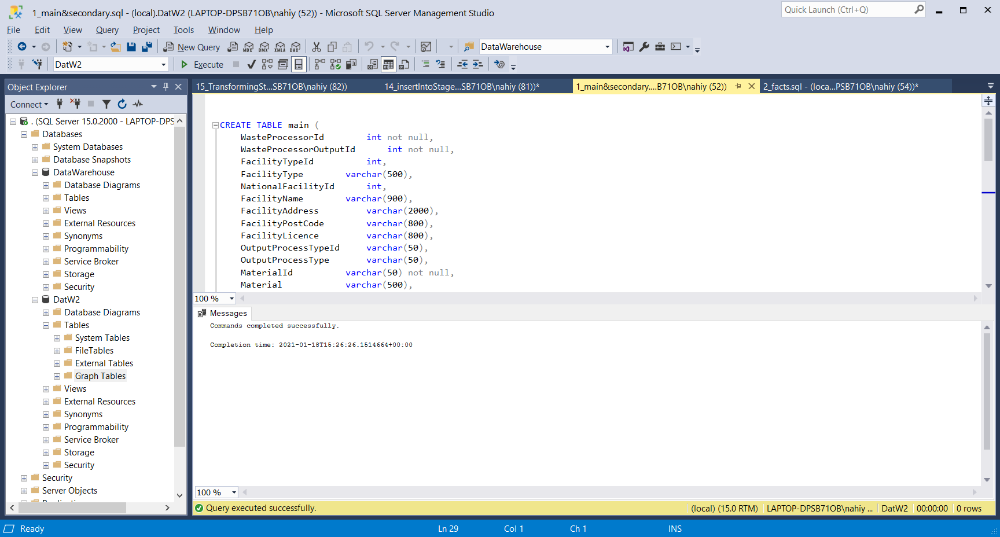 1_main&secondary.sql - (local).DatW2 (LAPTOP-DPSB71OB\nahiy (52)) - Microsoft SQL Server Management Studio
Quick Launch (Ctrl+Q)
File Edit View Query Project Tools Window Help
New Query MDX DMX XMLA DAX DataWarehouse
DatW2 Execute
Object Explorer
15_TransformingSt...SB71OB\nahiy (82))
14_insertIntoStage...SB71OB\nahiy (81))*
1_main&secondary....B71OB\nahiy (52))
2_facts.sql - (loca...PSB71OB\nahiy (54))*
Connect
. (SQL Server 15.0.2000 - LAPTOP-DPS
Databases
System Databases
Database Snapshots
DataWarehouse
Database Diagrams
Tables
Views
External Resources
Synonyms
Programmability
Service Broker
Storage
Security
DatW2
Database Diagrams
Tables
System Tables
FileTables
External Tables
Graph Tables
Views
External Resources
Synonyms
Programmability
Service Broker
Storage
Security
Security
Server Objects
CREATE TABLE main (
WasteProcessorId int not null,
WasteProcessorOutputId int not null,
FacilityTypeId int,
FacilityType varchar(500),
NationalFacilityId int,
FacilityName varchar(900),
FacilityAddress varchar(2000),
FacilityPostCode varchar(800),
FacilityLicence varchar(800),
OutputProcessTypeId varchar(50),
OutputProcessType varchar(50),
MaterialId varchar(50) not null,
Material varchar(500),
100 %
Messages
Commands completed successfully.
Completion time: 2021-01-18T15:26:26.1514664+00:00
100 %
Query executed successfully.
(local) (15.0 RTM) LAPTOP-DPSB71OB\nahiy ... DatW2 00:00:00 0 rows
Ready Ln 29 Col 1 Ch 1 INS